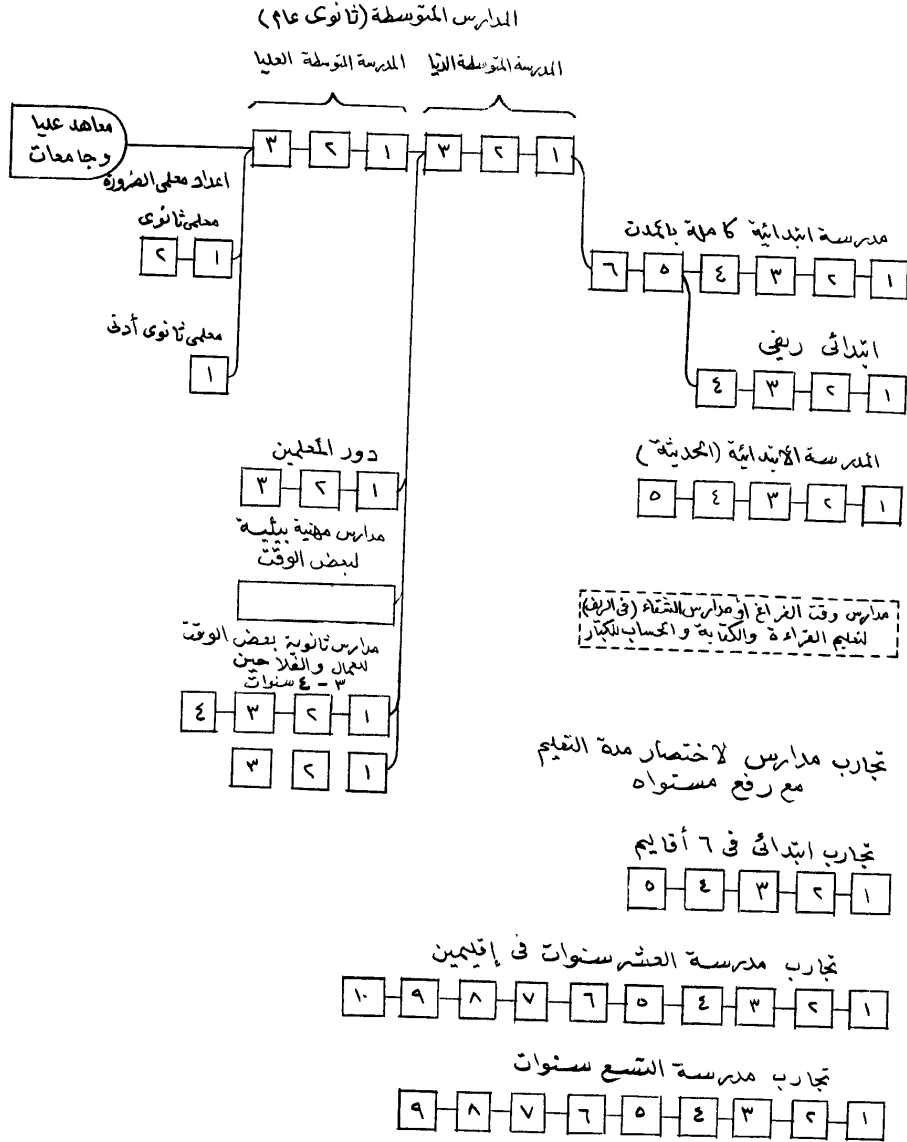 المدارس المتوسطة (ثانوى عام)
المدرسة المتوسطة الدنيا
المدرسة المتوسطة العليا
١ ٢ ٣ ١ ٢ ٣
معاهد عليا
وجامعات
اعداد معلمى الضرورة
معلمى ثانوى
١ ٢
معلمى ثانوى أدنى
١
مدرسة ابتدائية كاملة بالمدن
١ ٢ ٣ ٤ ٥ ٦
ابتدائى ريفى
١ ٢ ٣ ٤
المدرسة الابتدائية (الحديثة)
١ ٢ ٣ ٤ ٥
دور المعلمين
١ ٢ ٣
مدارس مهنية بيئية
لبعض الوقت
مدارس ثانوية بعض الوقت
للعمال والفلاحين
٣ - ٤ سنوات
١ ٢ ٣ ٤
١ ٢ ٣
مدارس وقت الفراغ أو مدارس الشتاء (فى الريف)
لتعليم القراءة والكتابة والحساب للكبار
تجارب مدارس لاختصار مدة التعليم
مع رفع مستواه
تجارب ابتدائى فى ٦ أقاليم
١ ٢ ٣ ٤ ٥
تجارب مدرسة العشر سنوات فى إقليمين
١ ٢ ٣ ٤ ٥ ٦ ٧ ٨ ٩ ١٠
تجارب مدرسة التسع سنوات
١ ٢ ٣ ٤ ٥ ٦ ٧ ٨ ٩